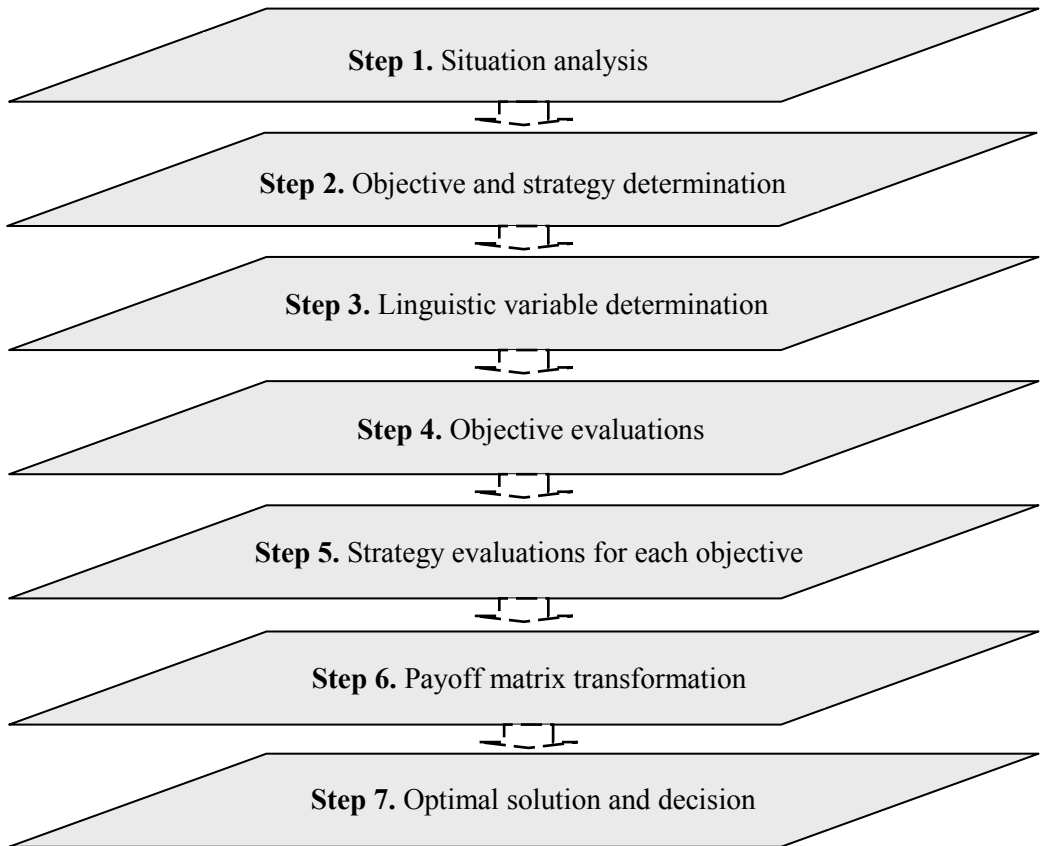 Step 1. Situation analysis
Step 2. Objective and strategy determination
Step 3. Linguistic variable determination
Step 4. Objective evaluations
Step 5. Strategy evaluations for each objective
Step 6. Payoff matrix transformation
Step 7. Optimal solution and decision